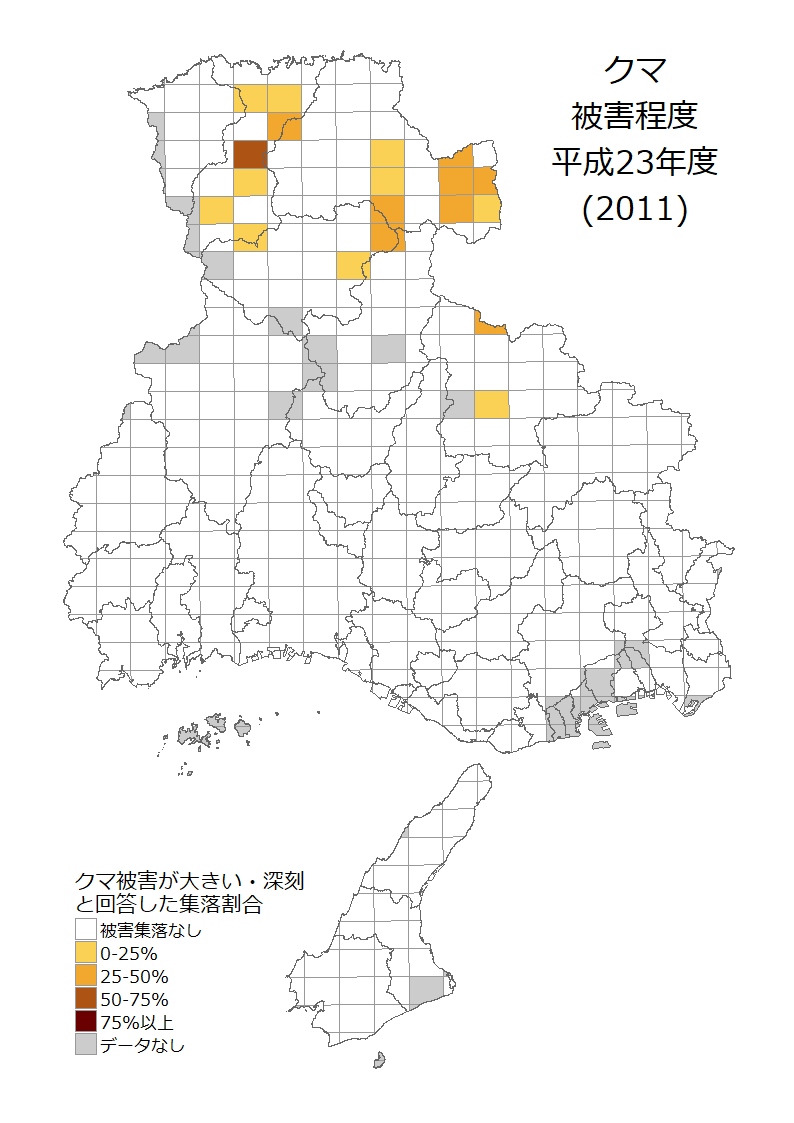 クマ
被害程度
平成23年度
(2011)
クマ被害が大きい・深刻
と回答した集落割合
被害集落なし
0-25%
25-50%
50-75%
75%以上
データなし